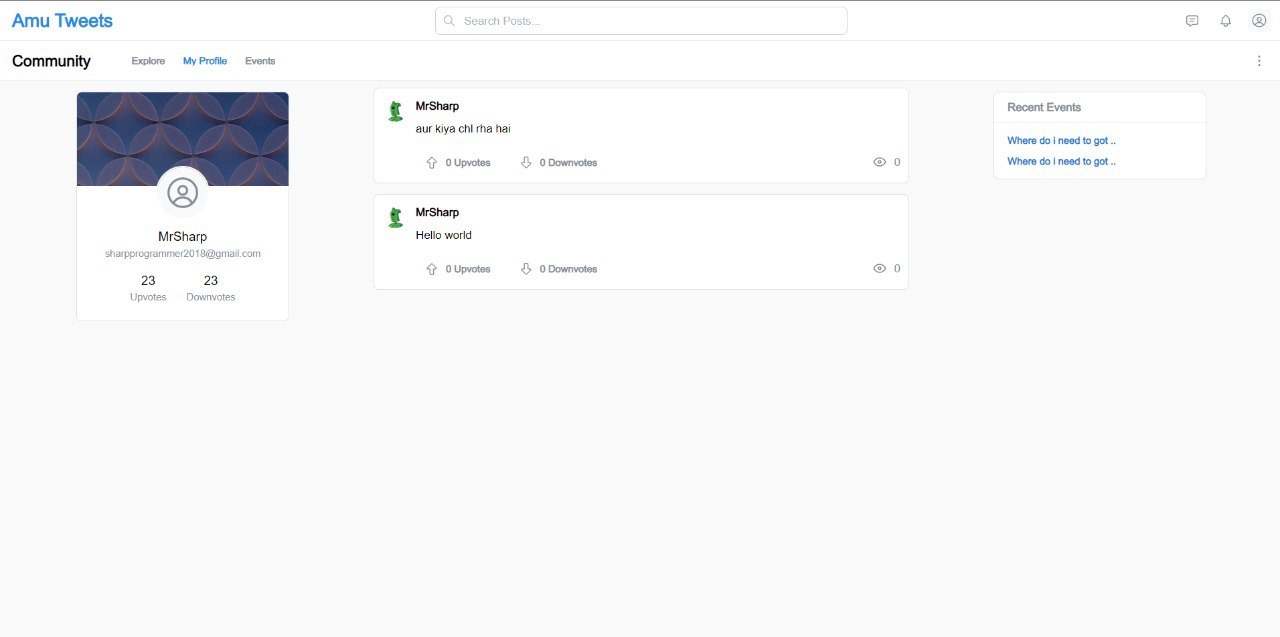 Amu Tweets
Search Posts...
Community
Explore
My Profile
Events
MrSharp
sharpprogrammer2018@gmail.com
23
23
Upvotes
Downvotes
MrSharp
aur kiya chl rha hai
0 Upvotes
0 Downvotes
0
MrSharp
Hello world
0 Upvotes
0 Downvotes
0
Recent Events
Where do i need to got ..
Where do i need to got ..